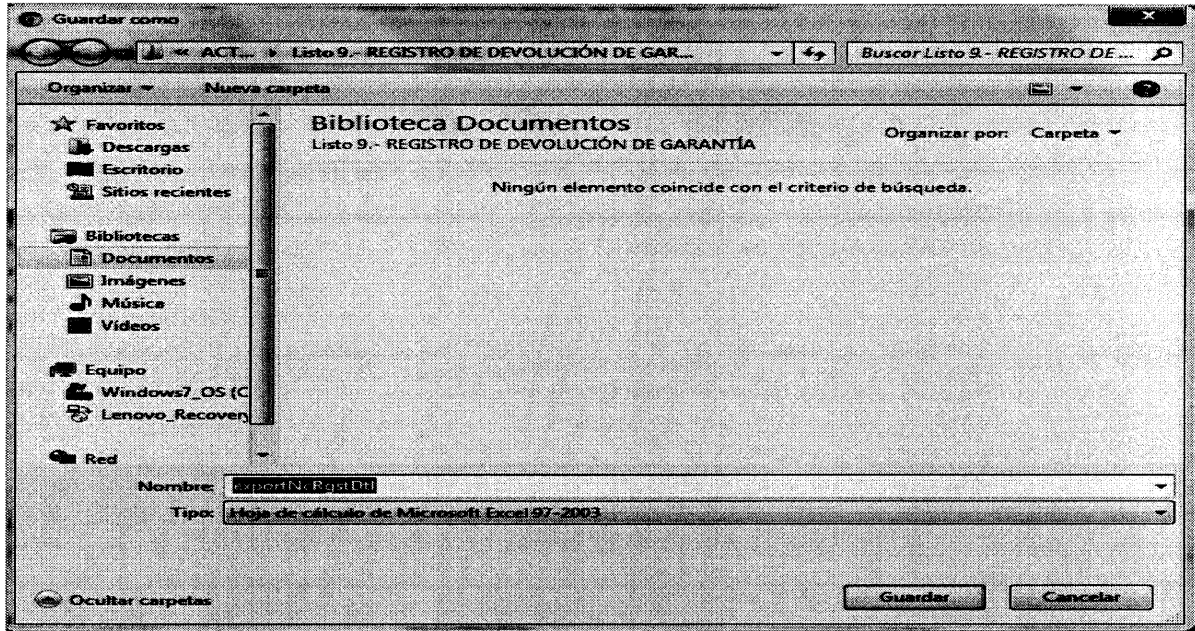 Guardar como
« ACT... ▸ Listo 9.- REGISTRO DE DEVOLUCIÓN DE GAR...
Buscar Listo 9.- REGISTRO DE ...
Organizar
Nueva carpeta
Favoritos
Descargas
Escritorio
Sitios recientes
Bibliotecas
Documentos
Imágenes
Música
Vídeos
Equipo
Windows7_OS (C
Lenovo_Recovery
Red
Biblioteca Documentos
Listo 9.- REGISTRO DE DEVOLUCIÓN DE GARANTÍA
Organizar por: Carpeta
Ningún elemento coincide con el criterio de búsqueda.
Nombre: exportNcRgstDtl
Tipo: Hoja de cálculo de Microsoft Excel 97-2003
Ocultar carpetas
Guardar
Cancelar